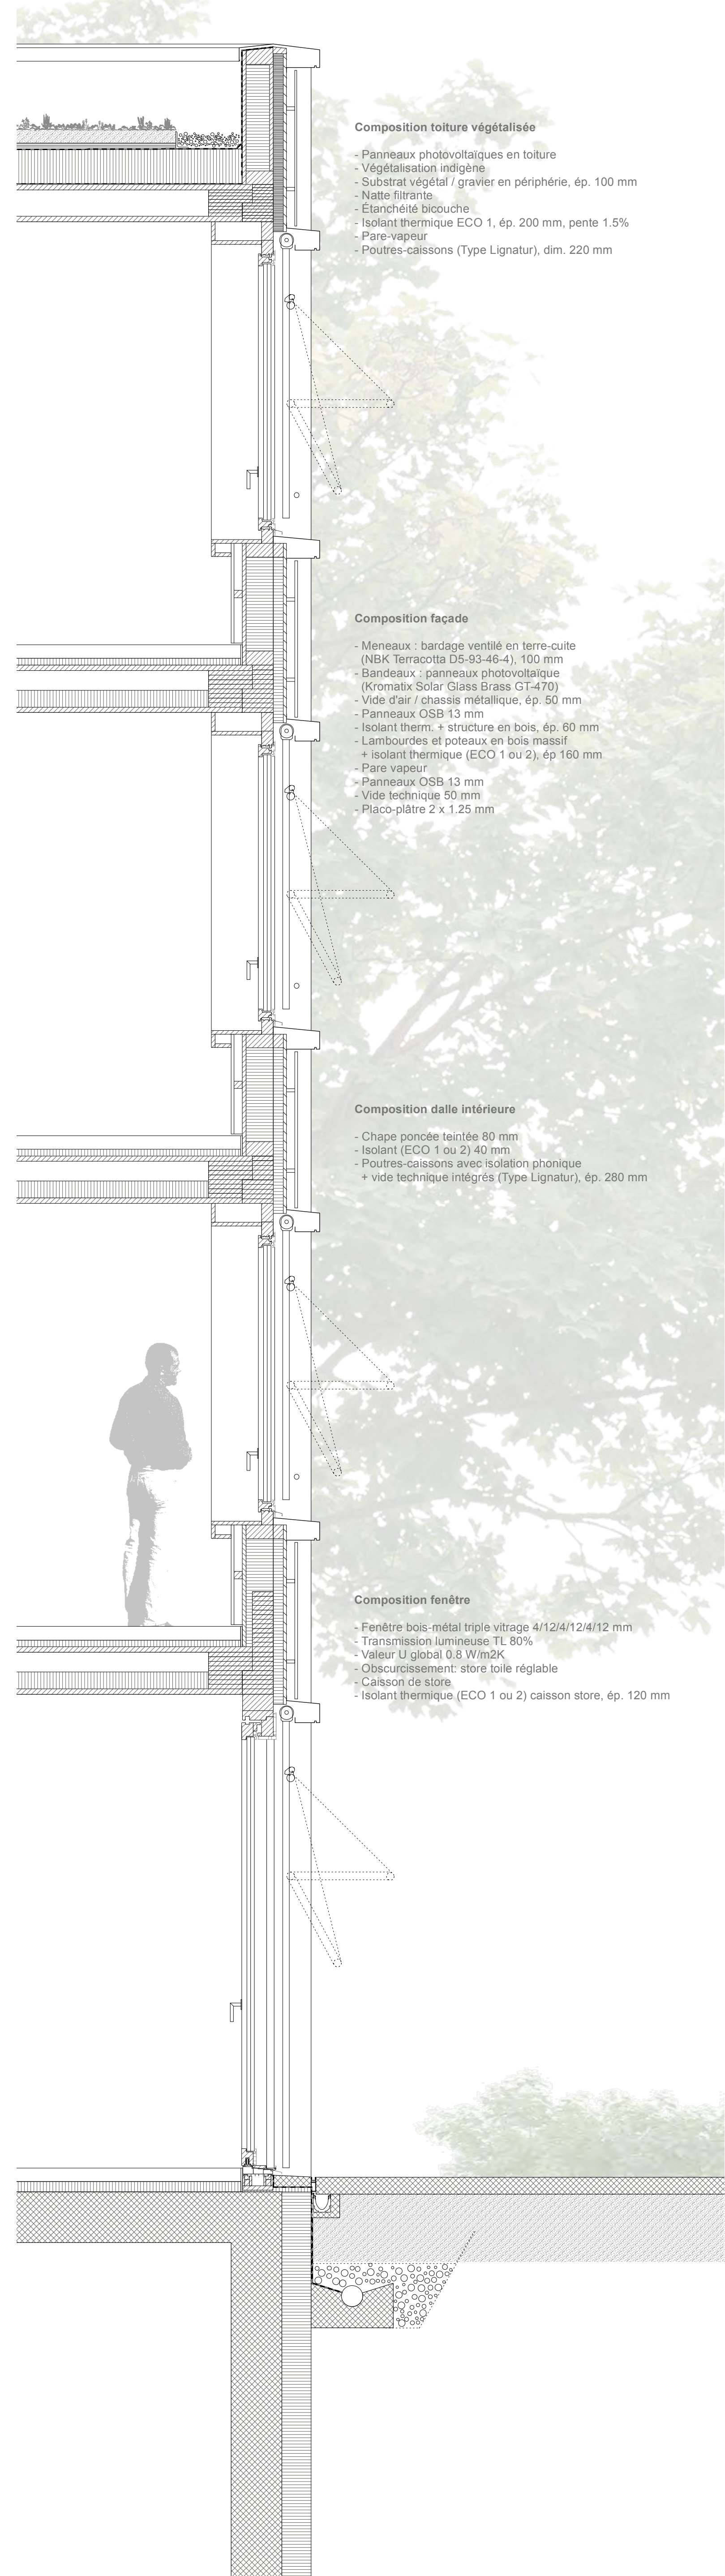 Composition toiture végétalisée
- Panneaux photovoltaïques en toiture
- Végétalisation indigène
- Substrat végétal / gravier en périphérie, ép. 100 mm
- Natte filtrante
- Étanchéité bicouche
- Isolant thermique ECO 1, ép. 200 mm, pente 1.5%
- Pare-vapeur
- Poutres-caissons (Type Lignatur), dim. 220 mm
Composition façade
- Meneaux : bardage ventilé en terre-cuite
(NBK Terracotta D5-93-46-4), 100 mm
- Bandeaux : panneaux photovoltaïque
(Kromatix Solar Glass Brass GT-470)
- Vide d'air / chassis métallique, ép. 50 mm
- Panneaux OSB 13 mm
- Isolant therm. + structure en bois, ép. 60 mm
- Lambourdes et poteaux en bois massif
+ isolant thermique (ECO 1 ou 2), ép 160 mm
- Pare vapeur
- Panneaux OSB 13 mm
- Vide technique 50 mm
- Placo-plâtre 2 x 1.25 mm
Composition dalle intérieure
- Chape poncée teintée 80 mm
- Isolant (ECO 1 ou 2) 40 mm
- Poutres-caissons avec isolation phonique
+ vide technique intégrés (Type Lignatur), ép. 280 mm
Composition fenêtre
- Fenêtre bois-métal triple vitrage 4/12/4/12/4/12 mm
- Transmission lumineuse TL 80%
- Valeur U global 0.8 W/m2K
- Obscurcissement: store toile réglable
- Caisson de store
- Isolant thermique (ECO 1 ou 2) caisson store, ép. 120 mm